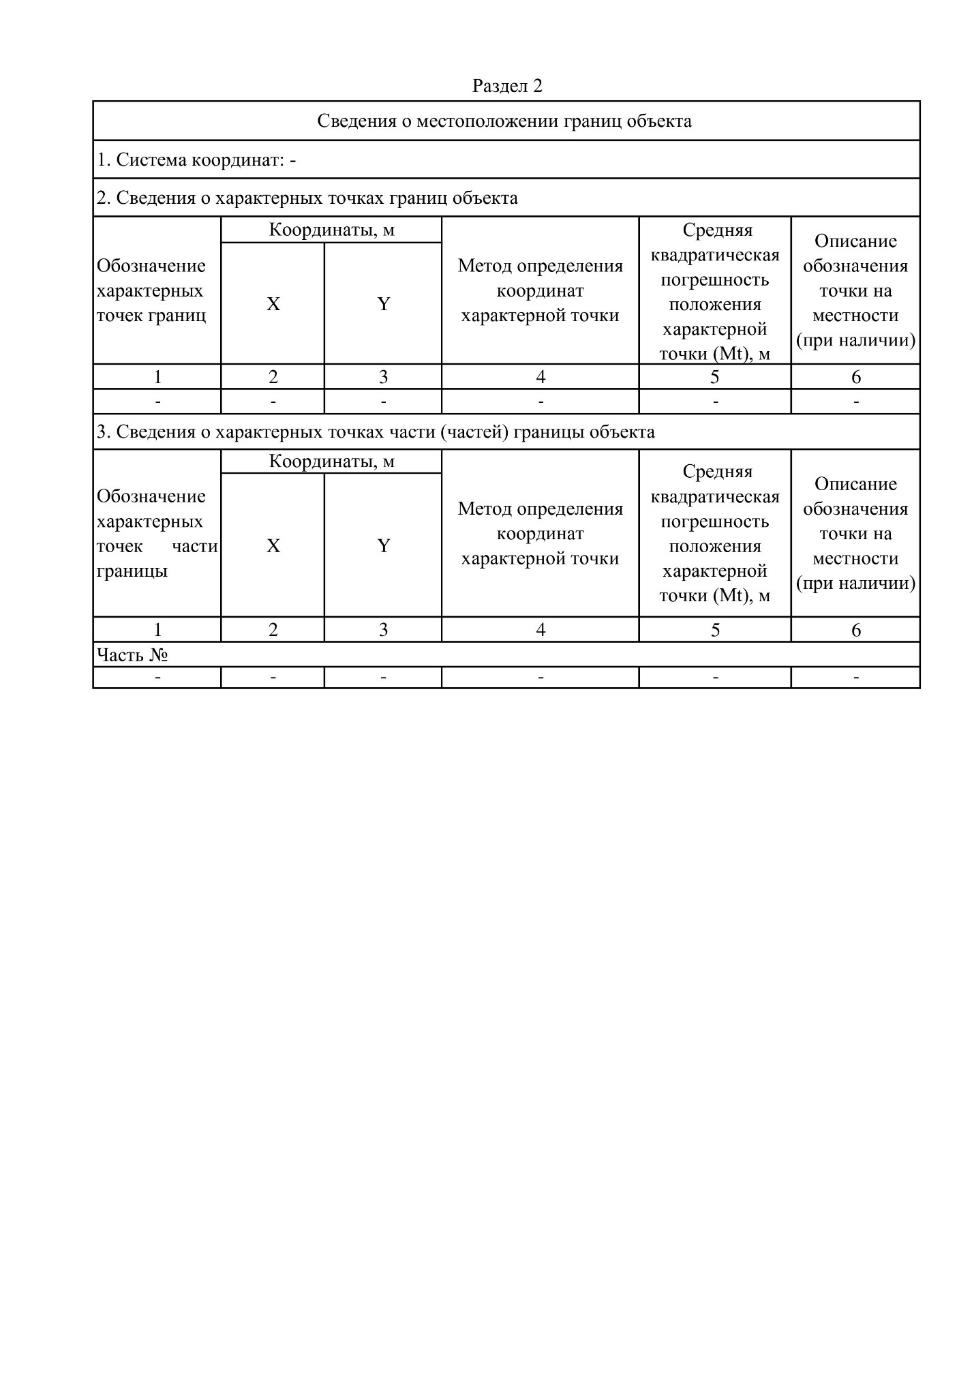 Раздел 2
Сведения о местоположении границ объекта
1. Система координат: -
2. Сведения о характерных точках границ объекта
Обозначение
характерных
точек границ
Координаты, м
X
Y
Метод определения
координат
характерной точки
Средняя
квадратическая
погрешность
положения
характерной
точки (Mt), м
Описание
обозначения
точки на
местности
(при наличии)
1 2 3 4 5 6
- - - - - -
3. Сведения о характерных точках части (частей) границы объекта
Обозначение
характерных
точек части
границы
Координаты, м
X
Y
Метод определения
координат
характерной точки
Средняя
квадратическая
погрешность
положения
характерной
точки (Mt), м
Описание
обозначения
точки на
местности
(при наличии)
1 2 3 4 5 6
Часть №
- - - - - -